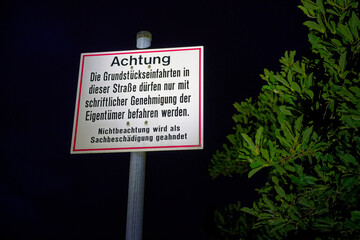 Achtung
Die Grundstückseinfahrten in
dieser Straße dürfen nur mit
schriftlicher Genehmigung der
Eigentümer befahren werden.
Nichtbeachtung wird als
Sachbeschädigung geahndet